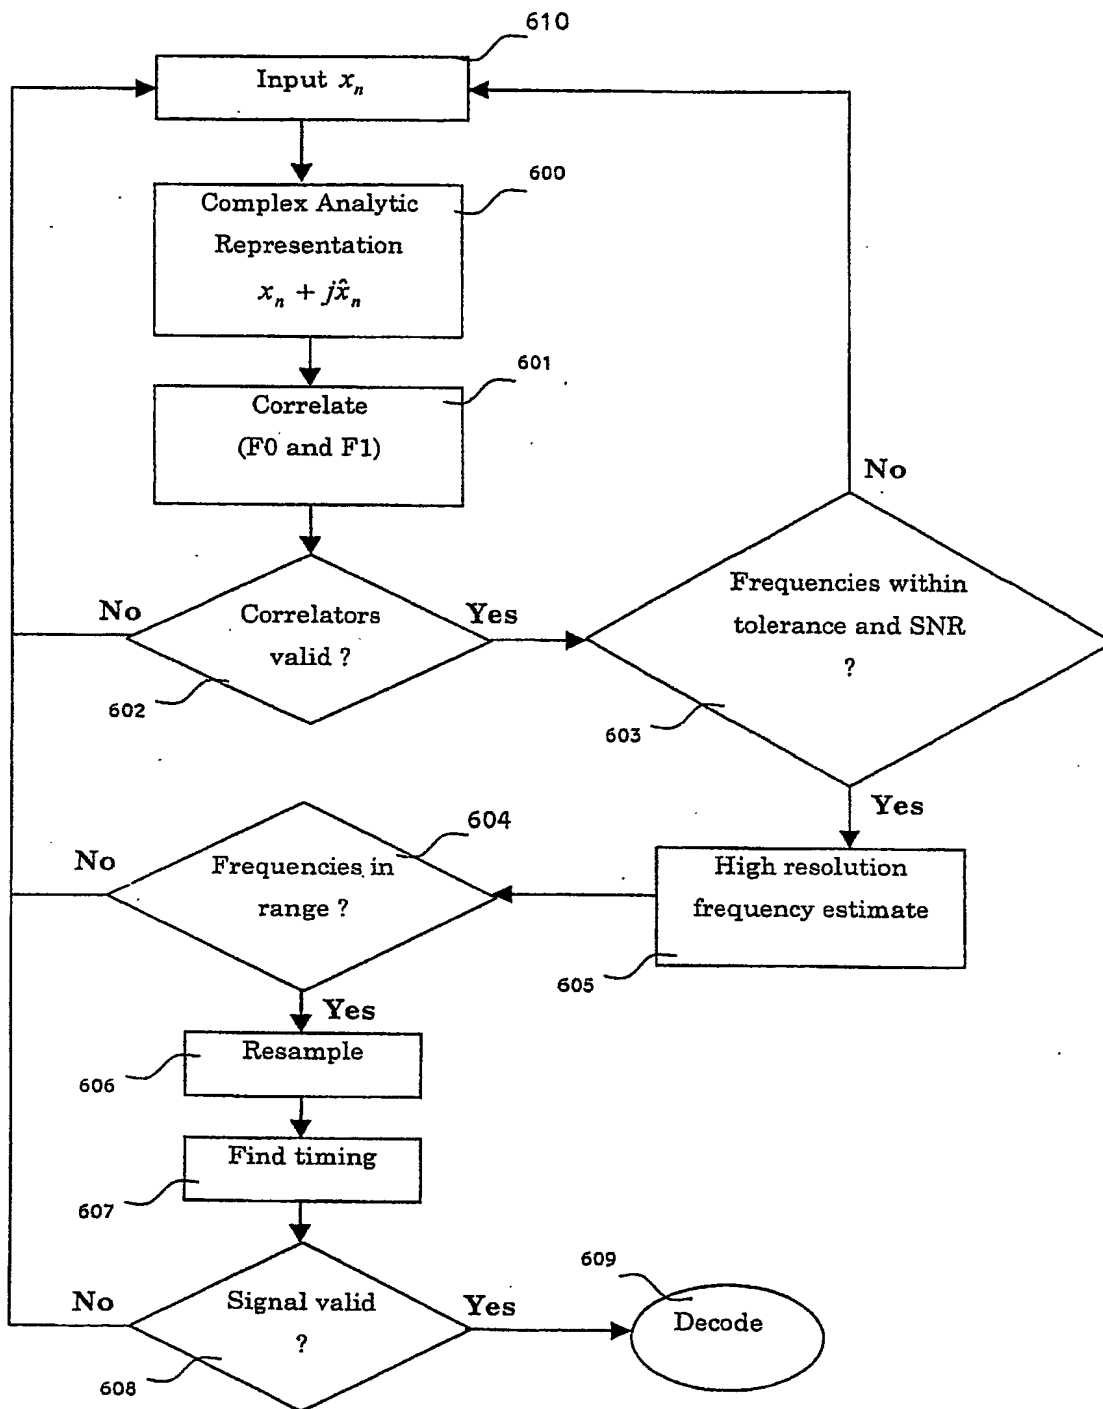 610
Input xₙ
600
Complex Analytic
Representation
xₙ + jx̂ₙ
601
Correlate
(F0 and F1)
No
Correlators
valid ?
Yes
602
No
Frequencies within
tolerance and SNR
?
603
Yes
604
No
Frequencies in
range ?
High resolution
frequency estimate
605
Yes
Resample
606
Find timing
607
No
Signal valid
?
Yes
608
609
Decode